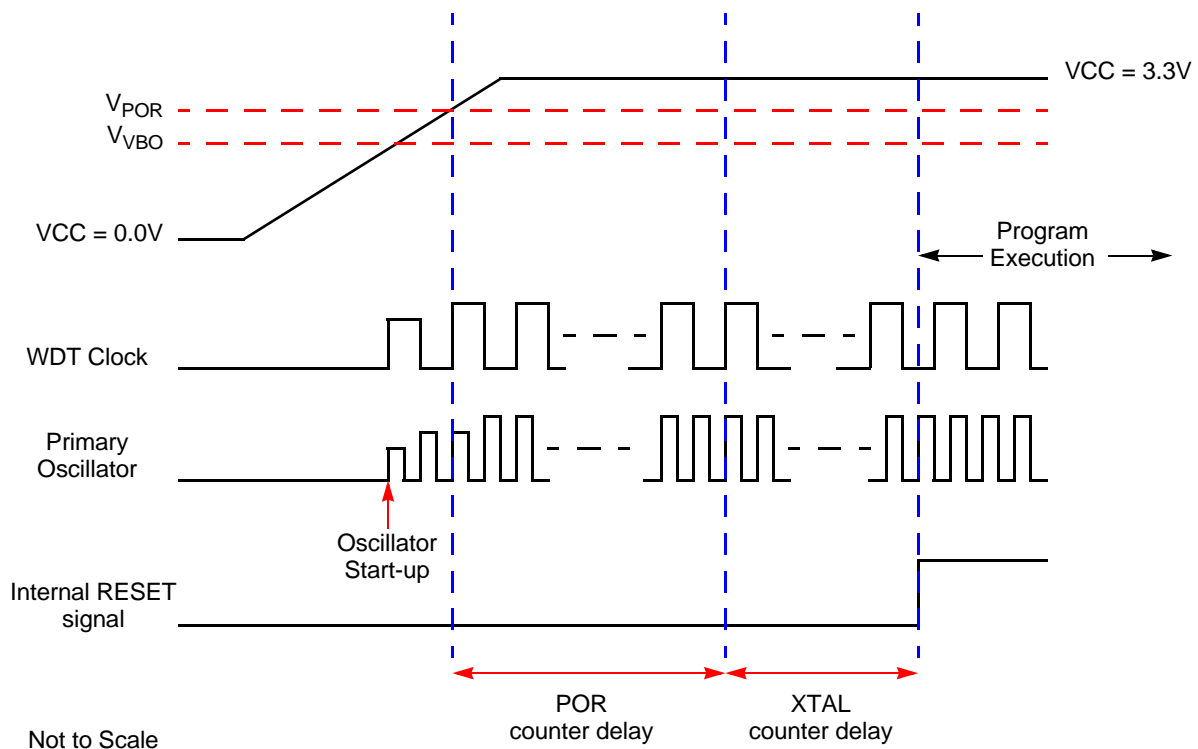 VCC = 3.3V
VPOR
VVBO
VCC = 0.0V
Program
Execution
WDT Clock
Primary
Oscillator
Oscillator
Start-up
Internal RESET
signal
POR
counter delay
XTAL
counter delay
Not to Scale